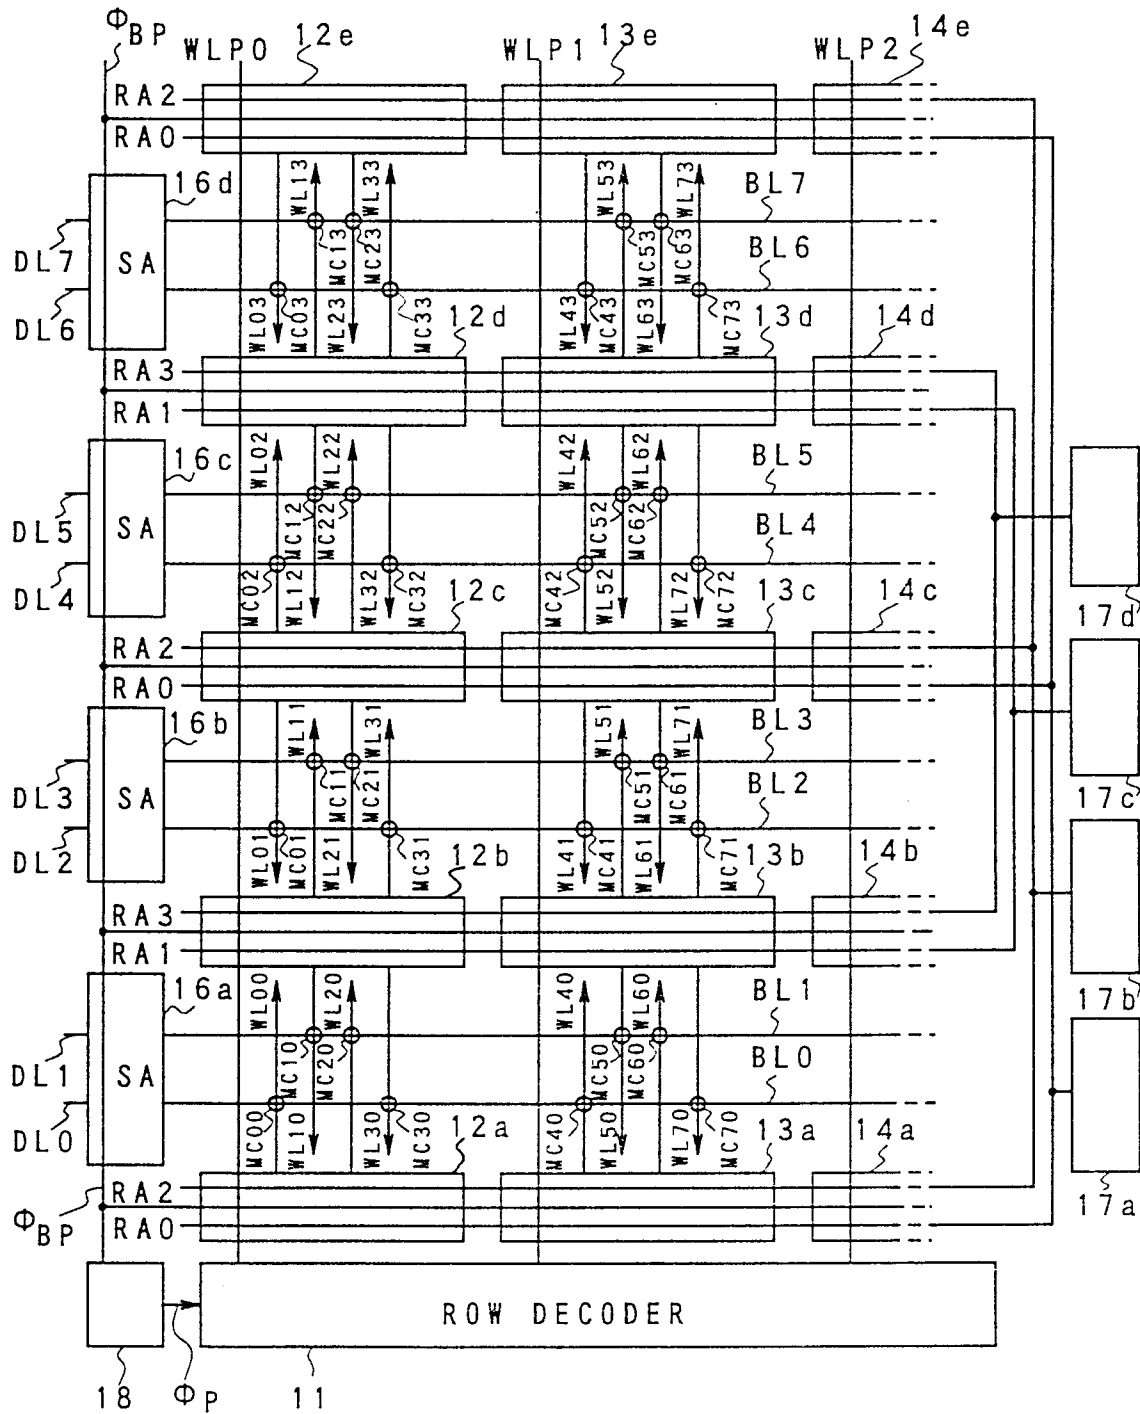 ΦBP
WLP0
12e
WLP1
13e
WLP2
14e
RA2
RA0
16d
WL13
WL33
WL53
WL73
BL7
DL7
SA
MC13
MC23
MC53
MC63
BL6
DL6
WL03
MC03
WL23
MC33
12d
WL43
MC43
WL63
MC73
13d
14d
RA3
RA1
16c
WL02
WL22
WL42
WL62
BL5
DL5
SA
MC12
MC22
MC52
MC62
BL4
DL4
MC02
WL12
WL32
MC32
12c
MC42
WL52
WL72
MC72
13c
14c
17d
RA2
RA0
16b
WL11
WL31
WL51
WL71
BL3
DL3
SA
MC11
MC21
MC51
MC61
BL2
17c
DL2
WL01
MC01
WL21
MC31
12b
WL41
MC41
WL61
MC71
13b
14b
RA3
RA1
16a
WL00
WL20
WL40
WL60
BL1
17b
DL1
SA
MC10
MC20
MC50
MC60
BL0
DL0
MC00
WL10
WL30
MC30
12a
MC40
WL50
WL70
MC70
13a
14a
RA2
17a
ΦBP
RA0
ROW DECODER
18
ΦP
11